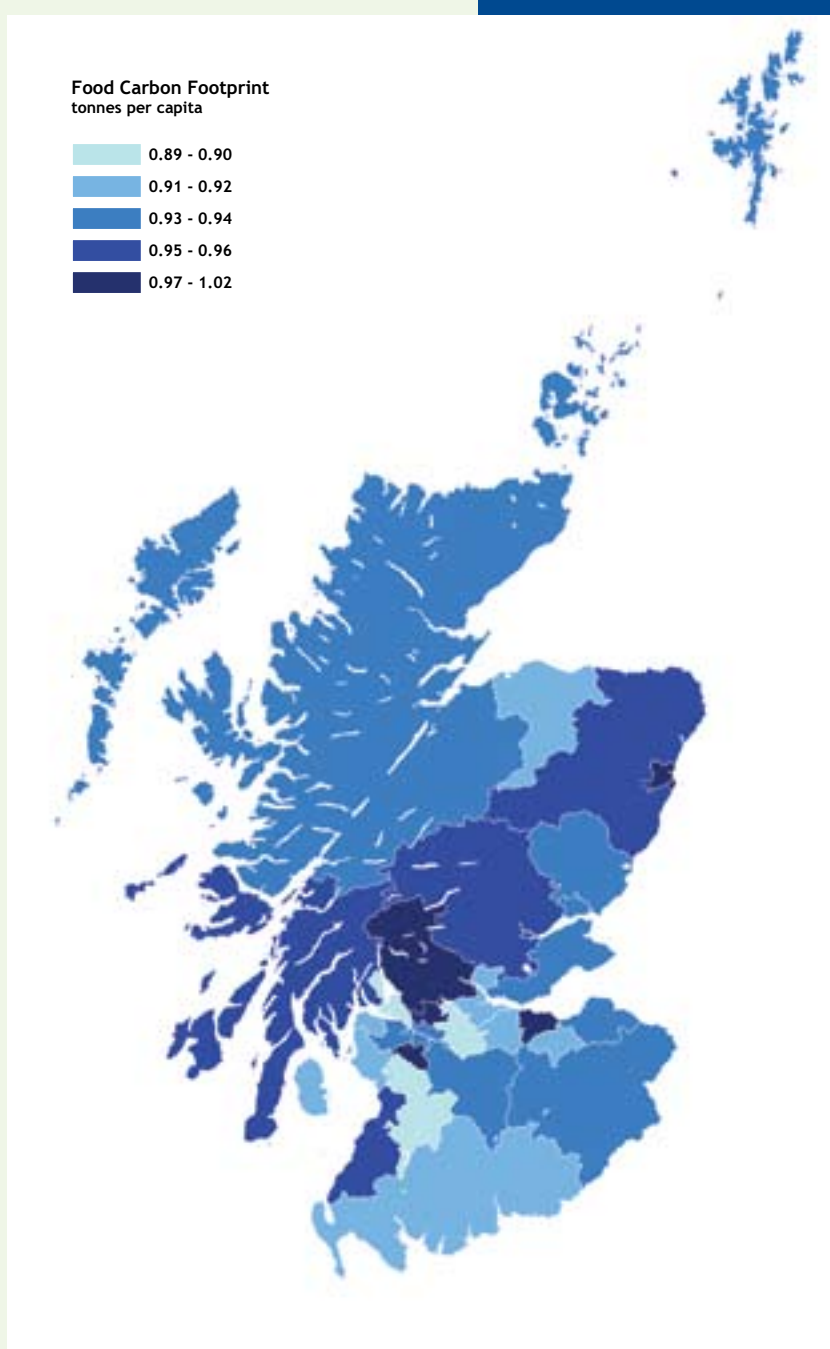 Food Carbon Footprint
tonnes per capita
0.89 - 0.90
0.91 - 0.92
0.93 - 0.94
0.95 - 0.96
0.97 - 1.02